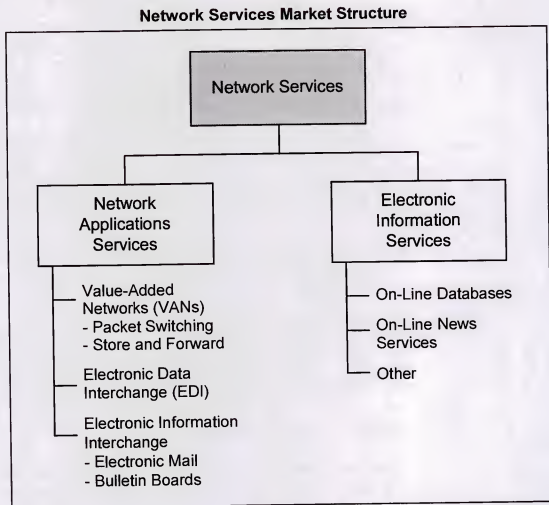 Network Services Market Structure
Network Services
Network
Applications
Services
Value-Added
Networks (VANs)
- Packet Switching
- Store and Forward
Electronic Data
Interchange (EDI)
Electronic Information
Interchange
- Electronic Mail
- Bulletin Boards
Electronic
Information
Services
On-Line Databases
On-Line News
Services
Other